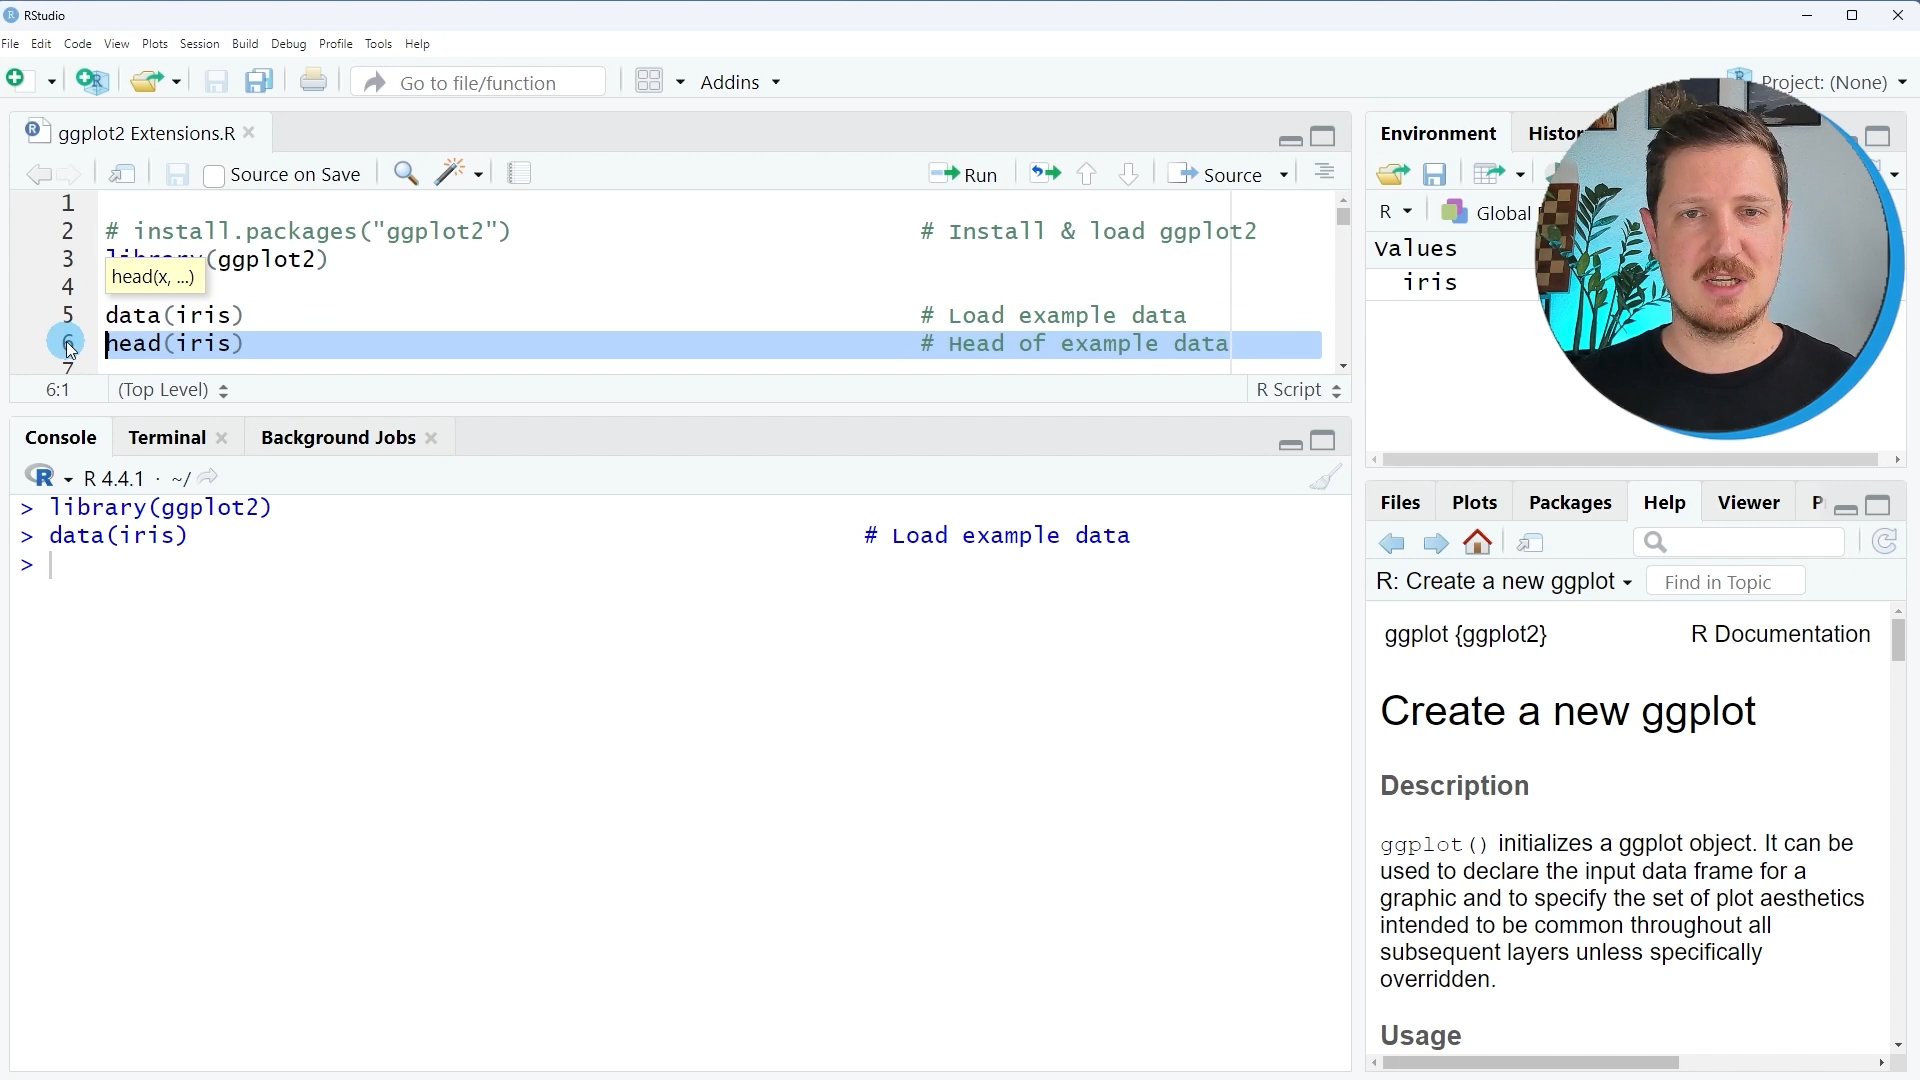 RStudio
File Edit Code View Plots Session Build Debug Profile Tools Help
Go to file/function Addins Project: (None)
ggplot2 Extensions.R
Source on Save Run Source
1
2 # install.packages("ggplot2") # Install & load ggplot2
3 (ggplot2)
head(x, ...)
4
5 data(iris) # Load example data
6 head(iris) # Head of example data
7
6:1 (Top Level) R Script
Console Terminal Background Jobs
R 4.4.1 · ~/
> library(ggplot2)
> data(iris) # Load example data
>
Environment
R Global
Values
iris
Files Plots Packages Help Viewer
R: Create a new ggplot Find in Topic
ggplot {ggplot2} R Documentation
Create a new ggplot
Description
ggplot() initializes a ggplot object. It can be
used to declare the input data frame for a
graphic and to specify the set of plot aesthetics
intended to be common throughout all
subsequent layers unless specifically
overridden.
Usage